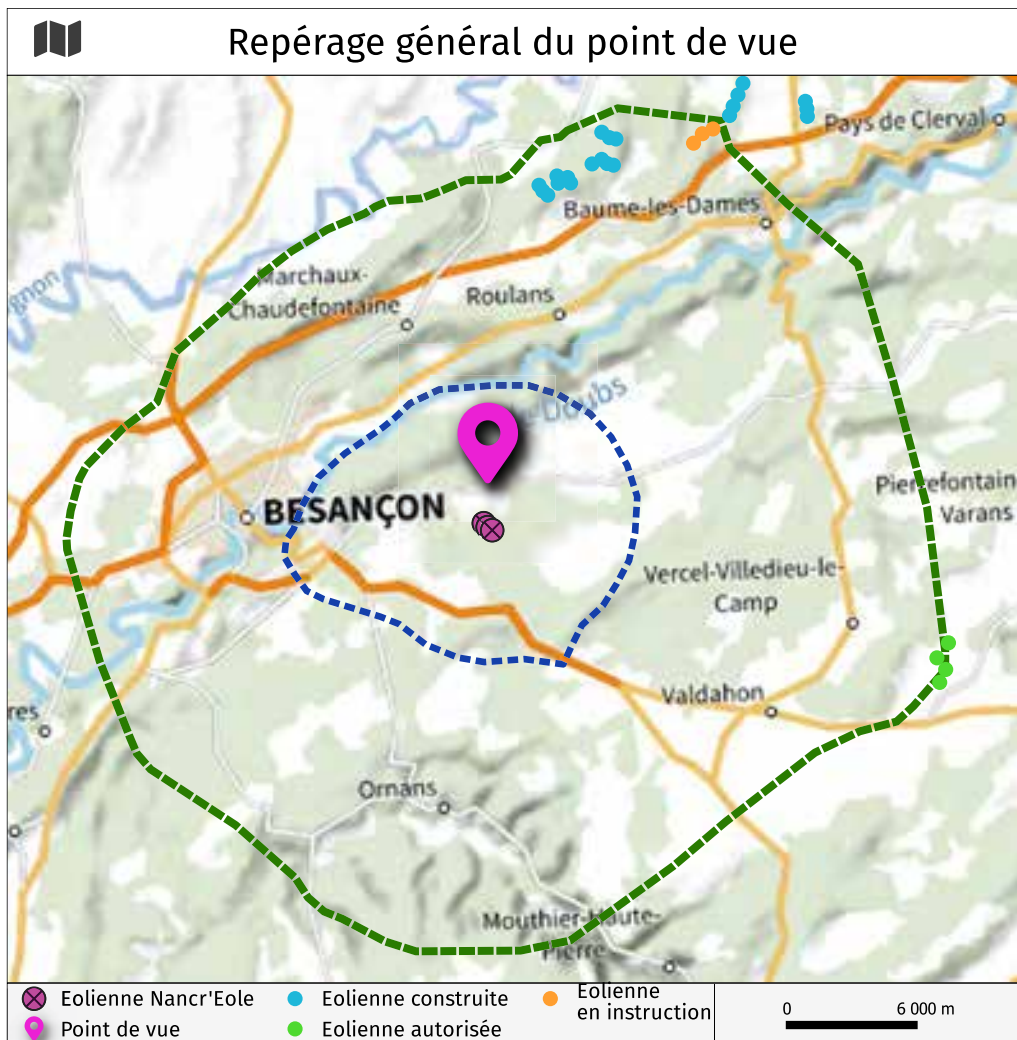 Repérage général du point de vue
Pays de Clerval
Baume-les-Dames
gnon
Marchaux-
Chaudefontaine
Roulans
Doubs
Pierrefontain
Varans
BESANÇON
Vercel-Villedieu-le-
Camp
Valdahon
res
Ornans
Mouthier-Haute-
Pierre
Eolienne Nancr'Eole
Eolienne construite
Eolienne
en instruction
0
6 000 m
Point de vue
Eolienne autorisée